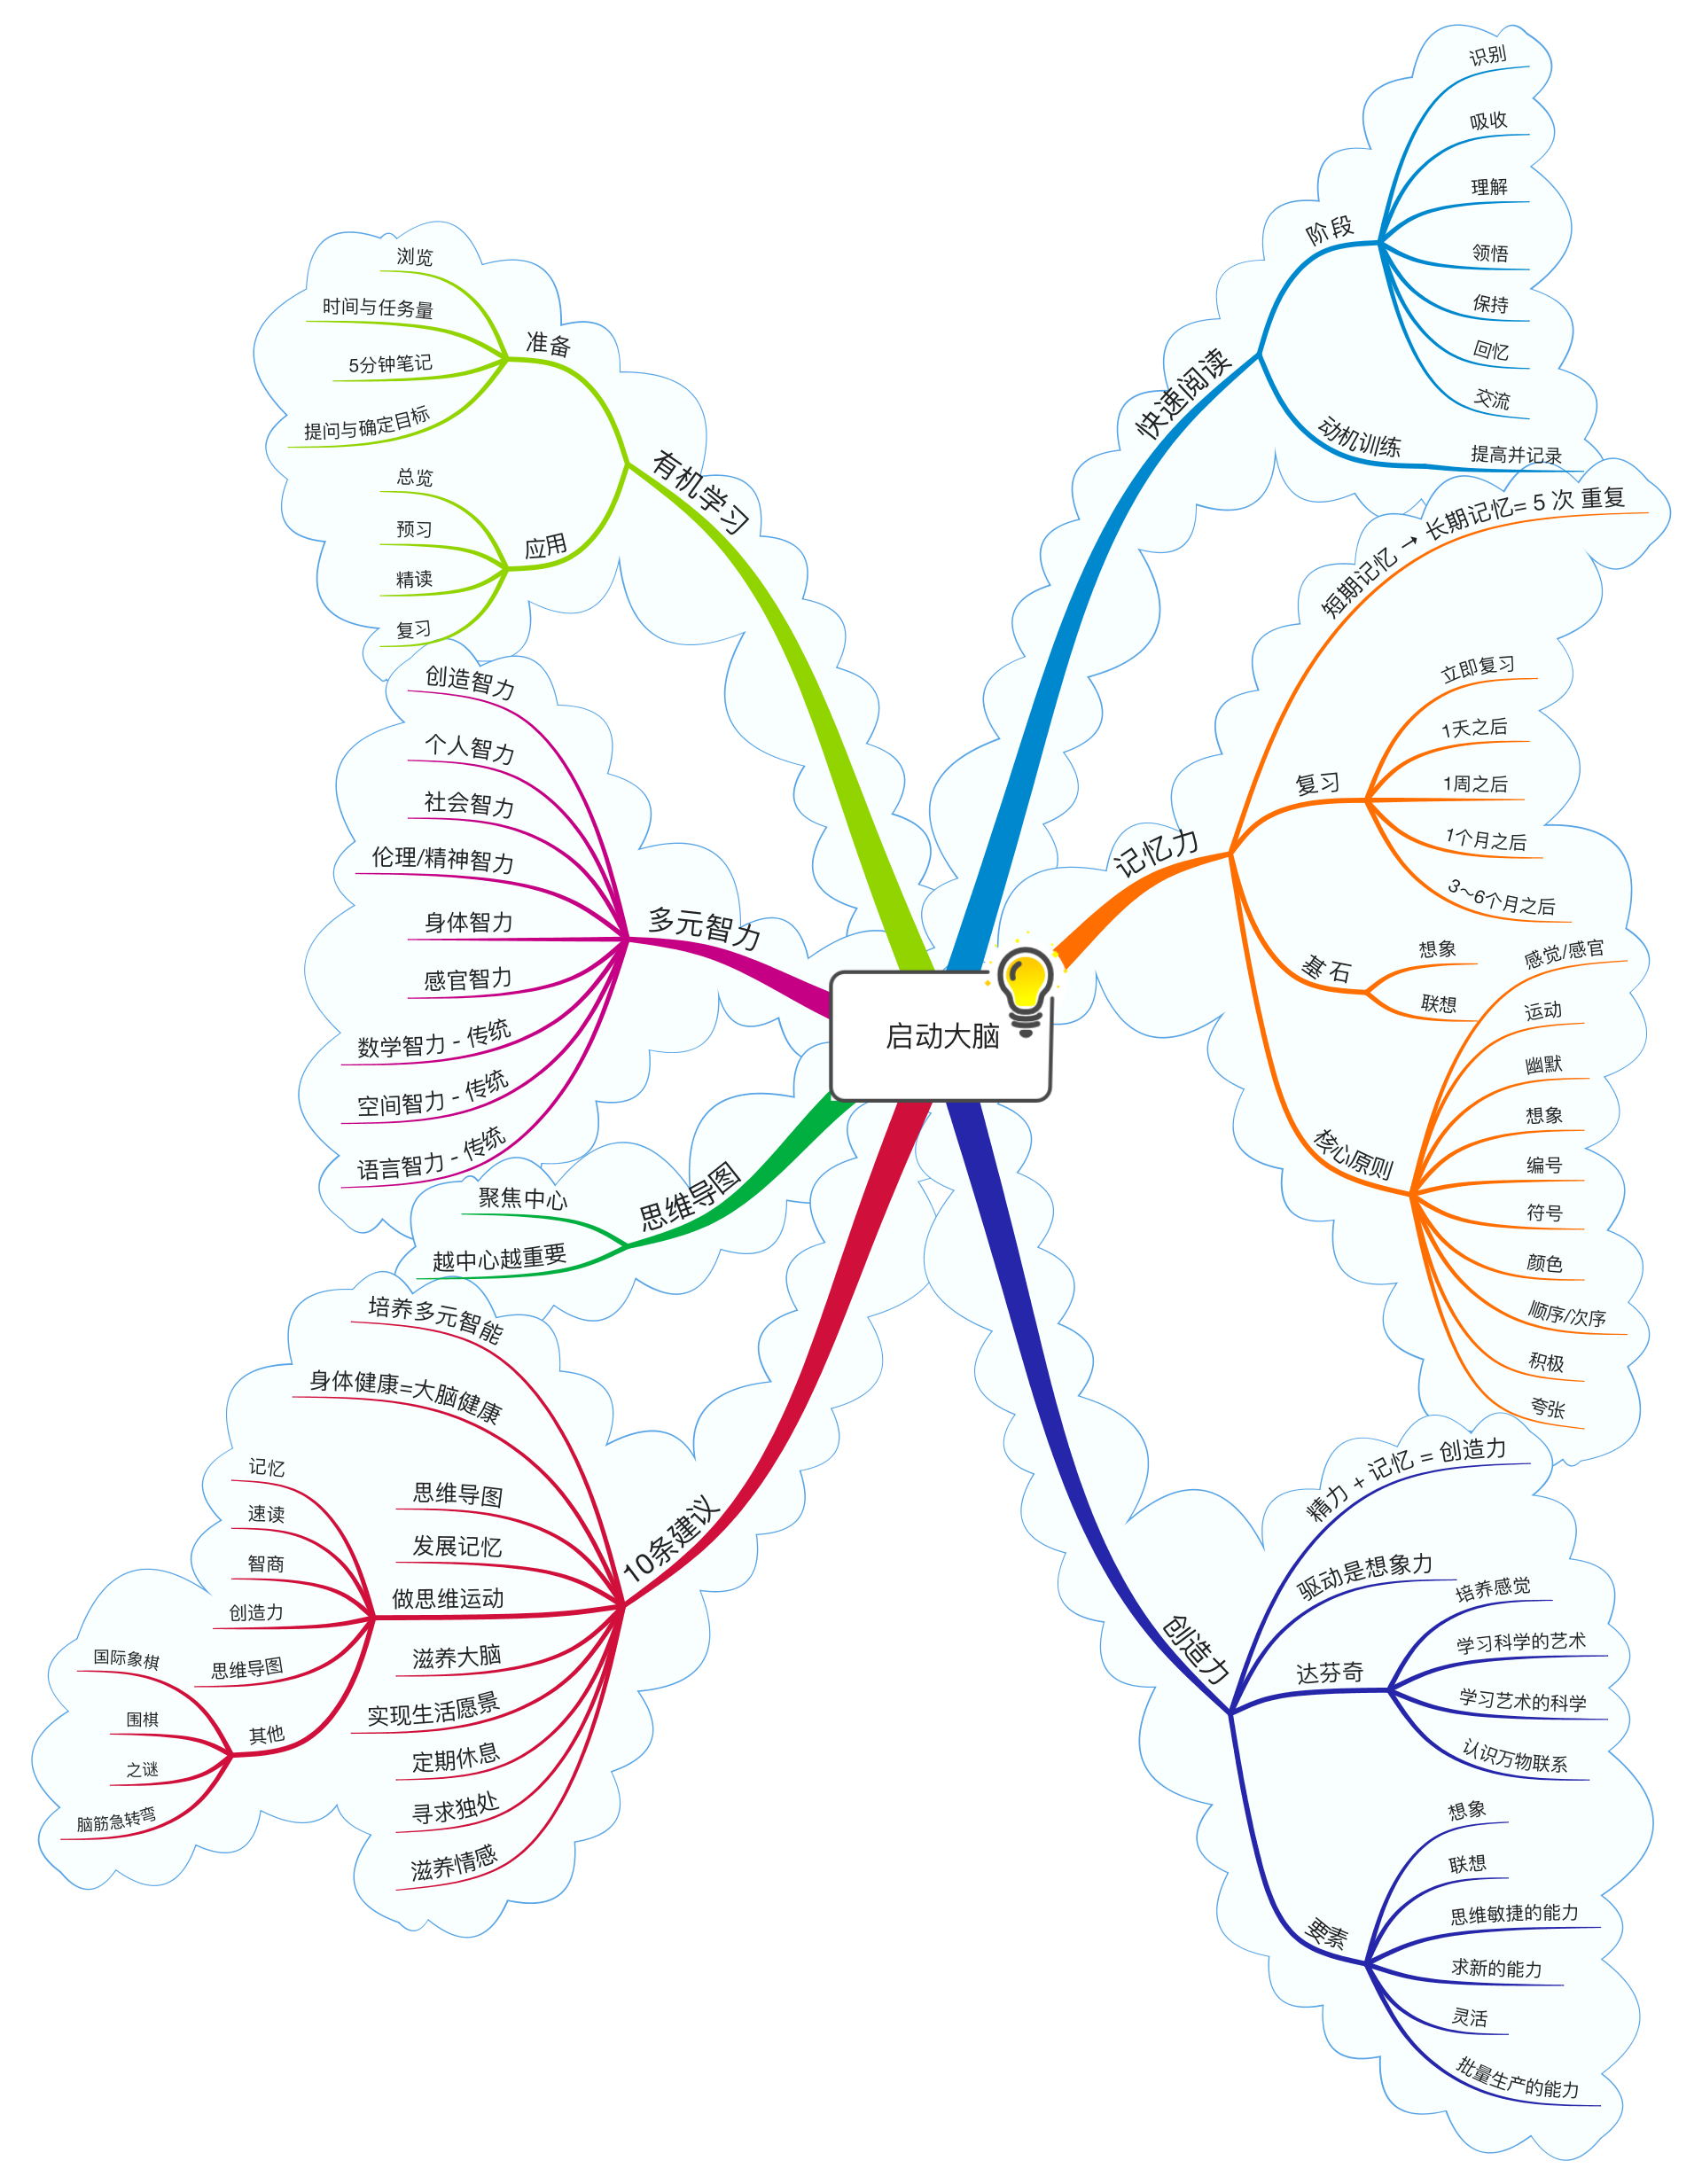 启动大脑
快速阅读
阶段
识别
吸收
理解
领悟
保持
回忆
交流
动机训练
提高并记录
记忆力
短期记忆 → 长期记忆= 5 次 重复
复习
立即复习
1天之后
1周之后
1个月之后
3~6个月之后
基 石
想象
联想
核心原则
感觉/感官
运动
幽默
想象
编号
符号
颜色
顺序/次序
积极
夸张
创造力
精力 + 记忆 = 创造力
驱动是想象力
达芬奇
培养感觉
学习科学的艺术
学习艺术的科学
认识万物联系
要素
想象
联想
思维敏捷的能力
求新的能力
灵活
批量生产的能力
有机学习
准备
浏览
时间与任务量
5分钟笔记
提问与确定目标
应用
总览
预习
精读
复习
多元智力
创造智力
个人智力
社会智力
伦理/精神智力
身体智力
感官智力
数学智力 - 传统
空间智力 - 传统
语言智力 - 传统
思维导图
聚焦中心
越中心越重要
10条建议
培养多元智能
身体健康=大脑健康
思维导图
发展记忆
做思维运动
记忆
速读
智商
创造力
思维导图
其他
国际象棋
围棋
之谜
脑筋急转弯
滋养大脑
实现生活愿景
定期休息
寻求独处
滋养情感